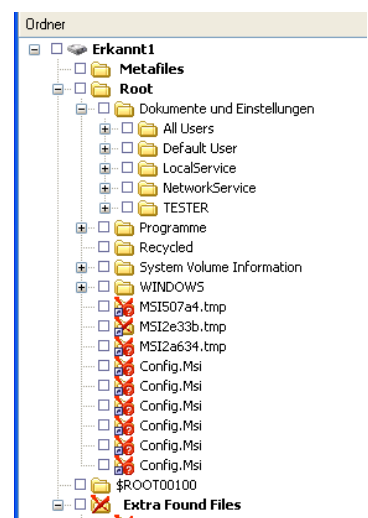 Ordner
Erkannt1
Metafiles
Root
Dokumente und Einstellungen
All Users
Default User
LocalService
NetworkService
TESTER
Programme
Recycled
System Volume Information
WINDOWS
MSI507a4.tmp
MSI2e33b.tmp
MSI2a634.tmp
Config.Msi
Config.Msi
Config.Msi
Config.Msi
Config.Msi
Config.Msi
$ROOT00100
Extra Found Files